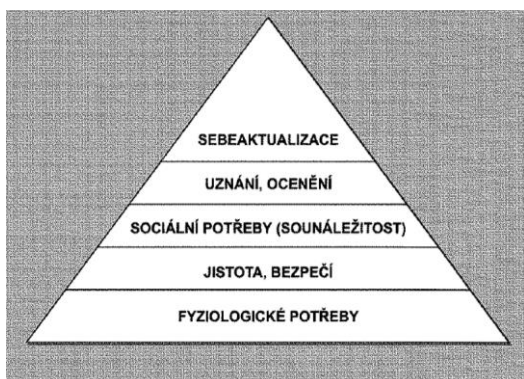 SEBEAKTUALIZACE
UZNÁNÍ, OCENĚNÍ
SOCIÁLNÍ POTŘEBY (SOUNÁLEŽITOST)
JISTOTA, BEZPEČÍ
FYZIOLOGICKÉ POTŘEBY